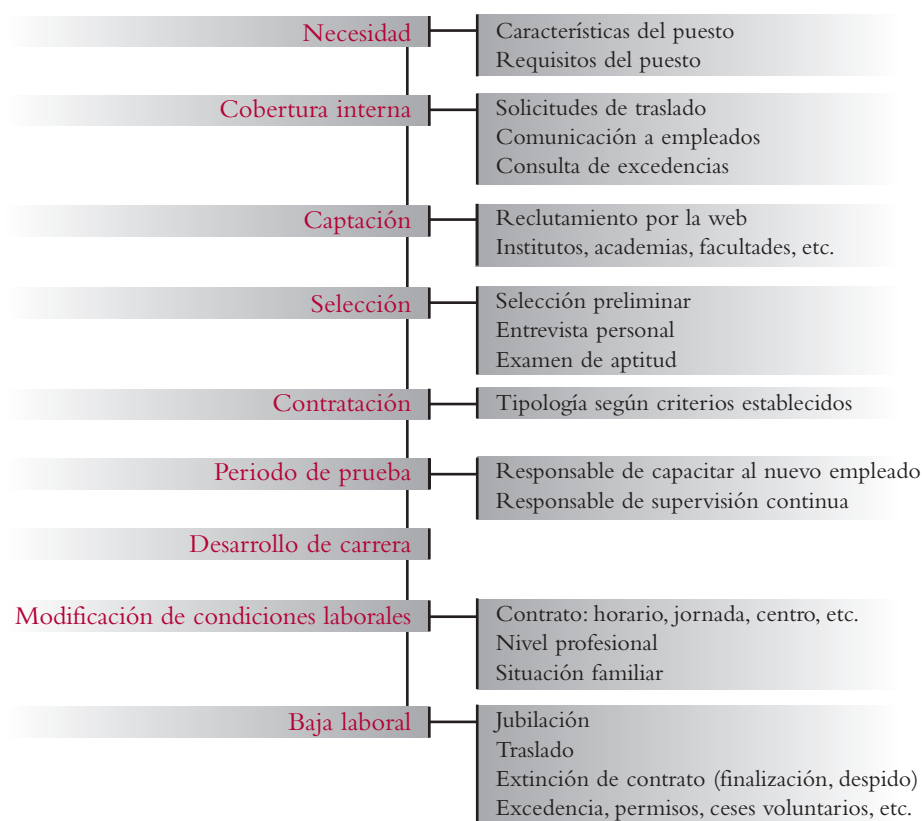 Necesidad
Características del puesto
Requisitos del puesto
Cobertura interna
Solicitudes de traslado
Comunicación a empleados
Consulta de excedencias
Captación
Reclutamiento por la web
Institutos, academias, facultades, etc.
Selección
Selección preliminar
Entrevista personal
Examen de aptitud
Contratación
Tipología según criterios establecidos
Periodo de prueba
Responsable de capacitar al nuevo empleado
Responsable de supervisión continua
Desarrollo de carrera
Modificación de condiciones laborales
Contrato: horario, jornada, centro, etc.
Nivel profesional
Situación familiar
Baja laboral
Jubilación
Traslado
Extinción de contrato (finalización, despido)
Excedencia, permisos, ceses voluntarios, etc.